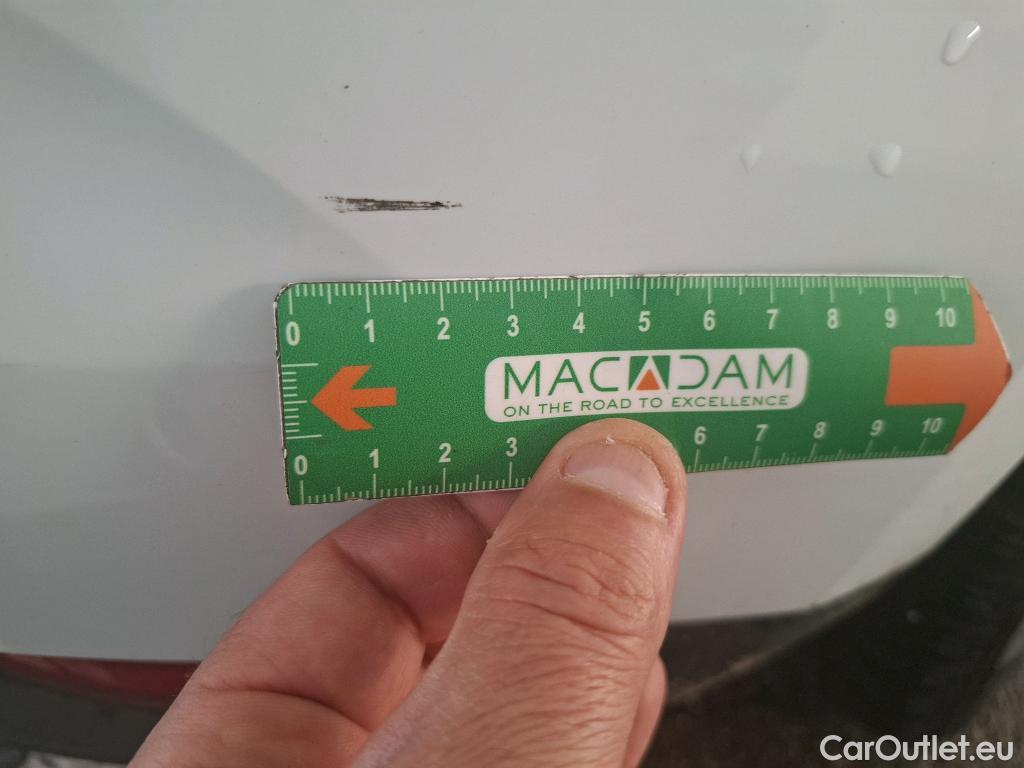 0 1 2 3 4 5 6 7 8 9 10
MACADAM
ON THE ROAD TO EXCELLENCE
0 1 2 3 6 7 8 9 10
CarOutlet.eu